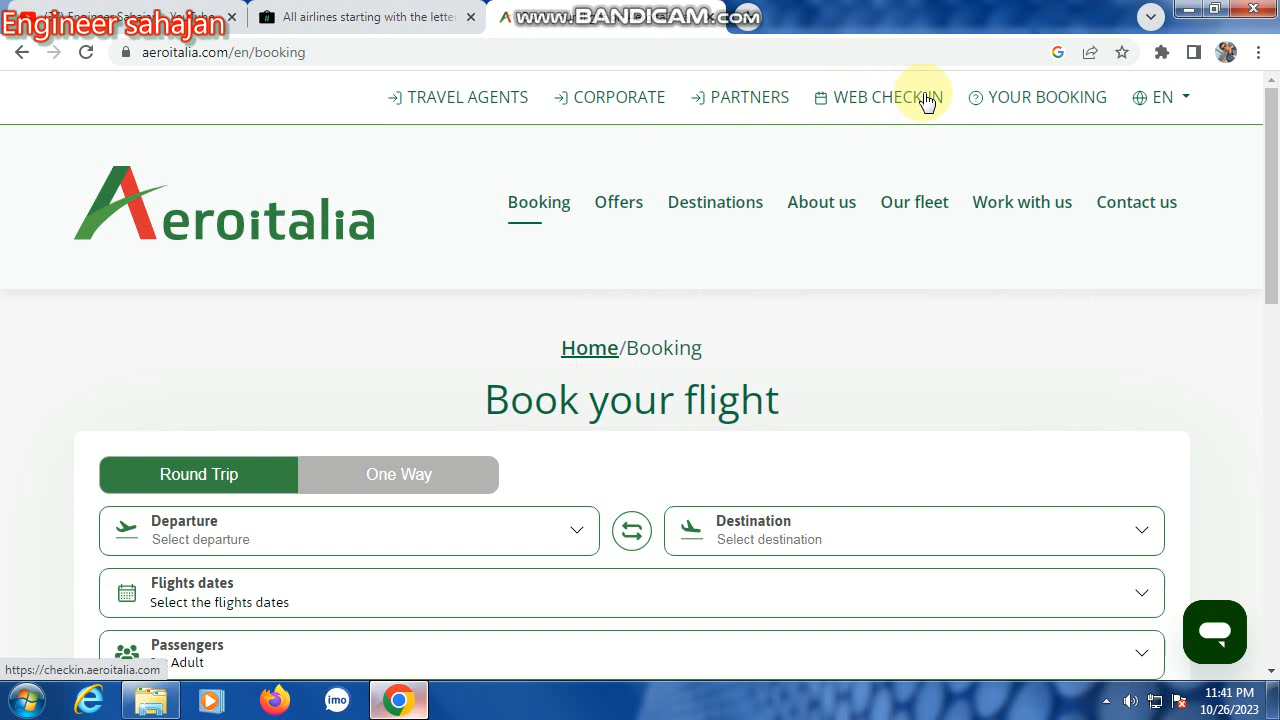 Engineer sahajan
All airlines starting with the lette
www.BANDICAM.com
aeroitalia.com/en/booking
TRAVEL AGENTS
CORPORATE
PARTNERS
WEB CHECK-IN
YOUR BOOKING
EN
Aeroitalia
Booking
Offers
Destinations
About us
Our fleet
Work with us
Contact us
Home/Booking
Book your flight
Round Trip
One Way
Departure
Select departure
Destination
Select destination
Flights dates
Select the flights dates
Passengers
Adult
https://checkin.aeroitalia.com
imo
11:41 PM
10/26/2023